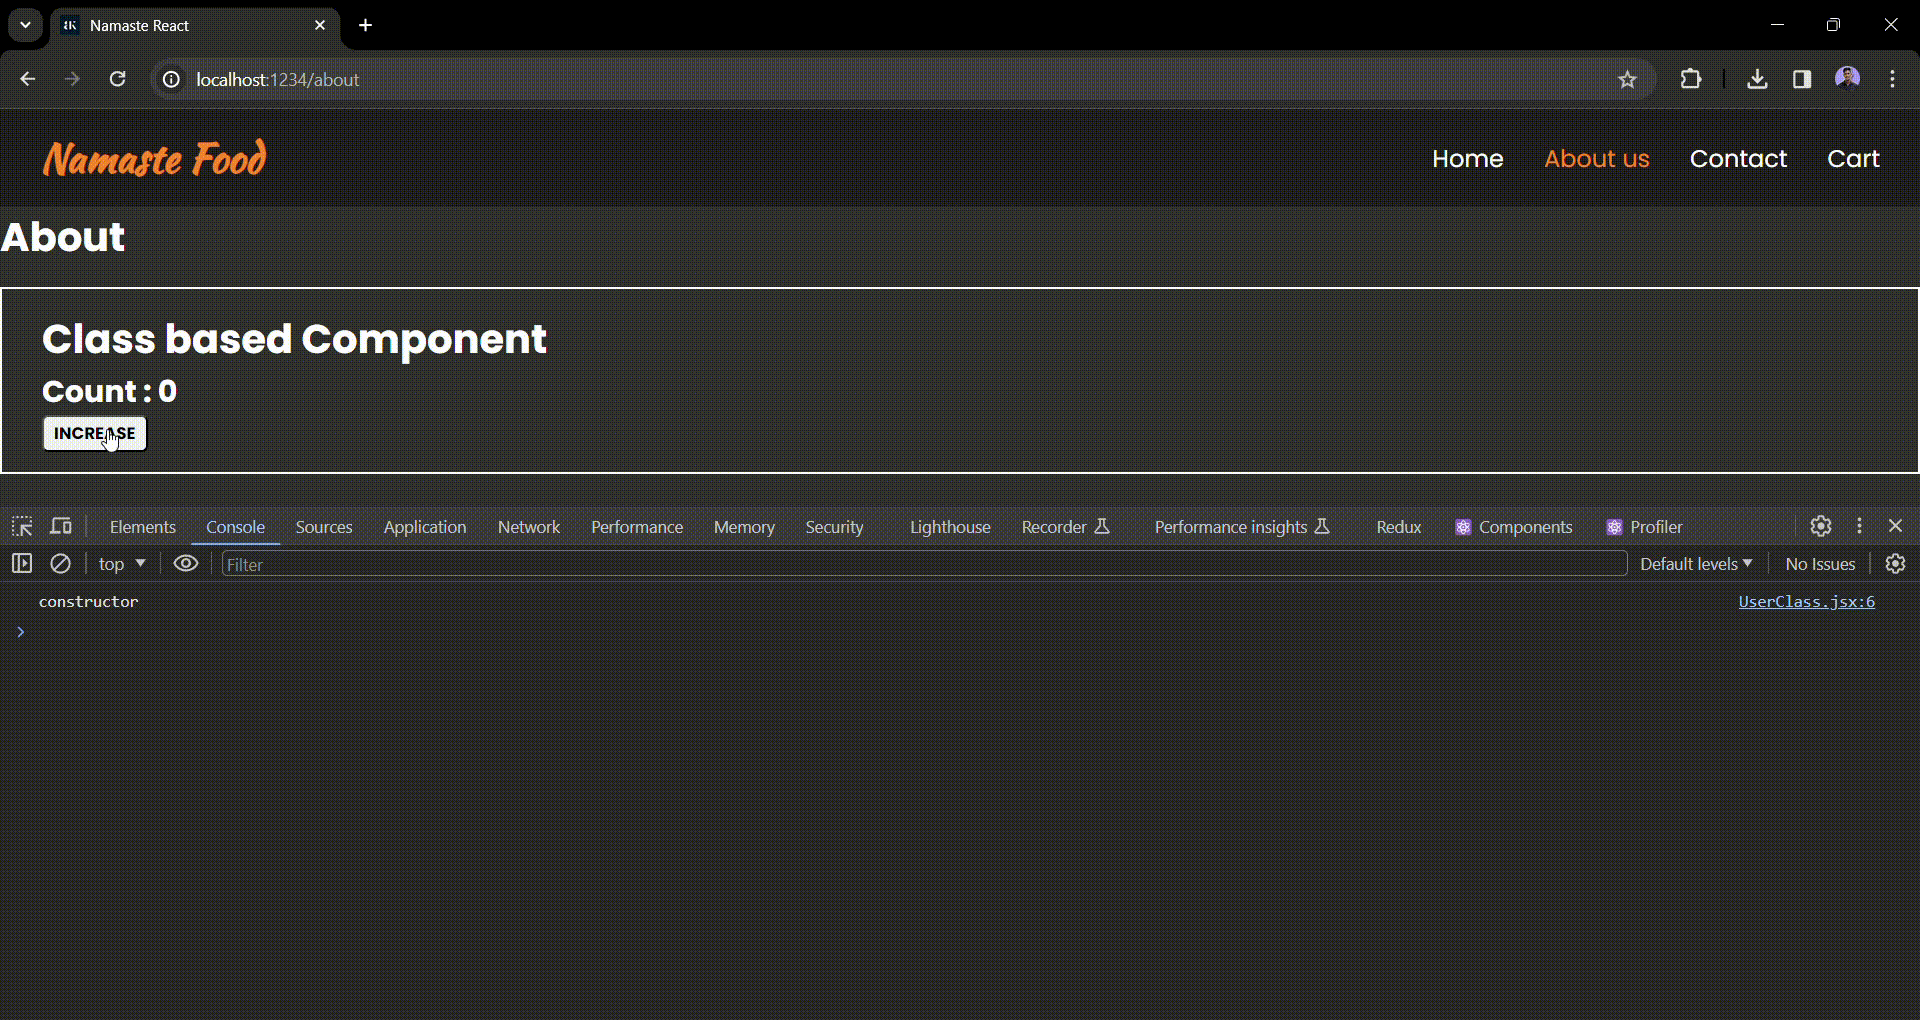 Namaste React
localhost:1234/about
Namaste Food
Home About us Contact Cart
About
Class based Component
Count : 0
INCREASE
Elements Console Sources Application Network Performance Memory Security Lighthouse Recorder Performance insights Redux Components Profiler
top Filter Default levels No Issues
constructor UserClass.jsx:6